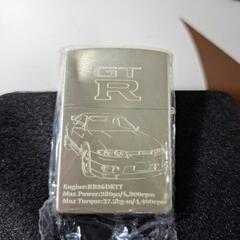 GT
R
Engine:RB26DETT
Max Power:280ps/6,800rpm
Max Torque:37.5kg-m/4,400rpm